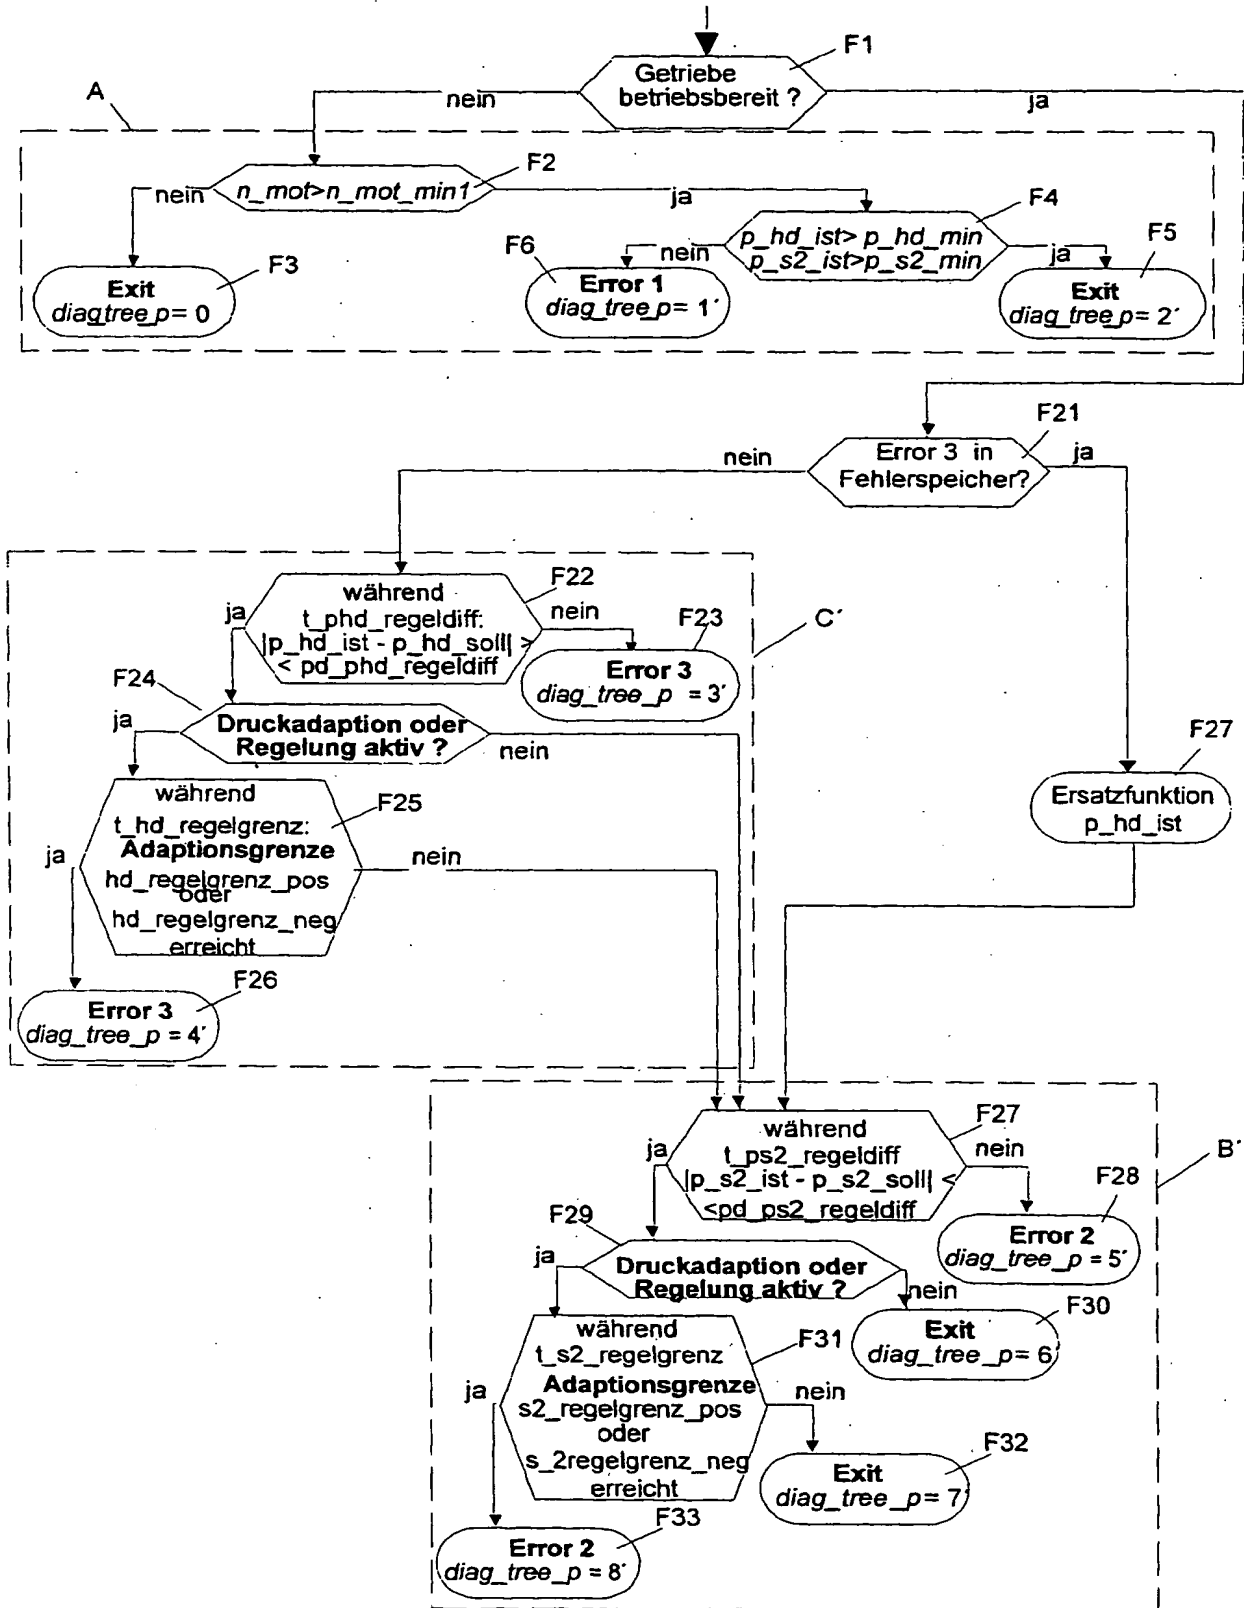 F1
Getriebe
betriebsbereit ?
nein
ja
A
F2
n_mot>n_mot_min1
nein
ja
F4
p_hd_ist> p_hd_min
p_s2_ist>p_s2_min
F3
Exit
diag_tree_p= 0
F6
nein
Error 1
diag_tree_p= 1´
ja
F5
Exit
diag_tree_p= 2´
F21
Error 3 in
Fehlerspeicher?
nein
ja
F22
während
t_phd_regeldiff:
|p_hd_ist - p_hd_soll| >
< pd_phd_regeldiff
ja
nein
F23
C´
Error 3
diag_tree_p = 3´
F24
Druckadaption oder
Regelung aktiv ?
ja
nein
F27
Ersatzfunktion
p_hd_ist
während
F25
t_hd_regelgrenz:
Adaptionsgrenze
hd_regelgrenz_pos
oder
hd_regelgrenz_neg
erreicht
ja
nein
F26
Error 3
diag_tree_p = 4´
F27
während
t_ps2_regeldiff
|p_s2_ist - p_s2_soll| <
<pd_ps2_regeldiff
ja
nein
B´
F28
Error 2
diag_tree_p = 5´
F29
Druckadaption oder
Regelung aktiv ?
ja
nein
F30
Exit
diag_tree_p= 6´
während
F31
t_s2_regelgrenz
Adaptionsgrenze
s2_regelgrenz_pos
oder
s_2regelgrenz_neg
erreicht
ja
nein
F32
Exit
diag_tree_p= 7´
F33
Error 2
diag_tree_p = 8´